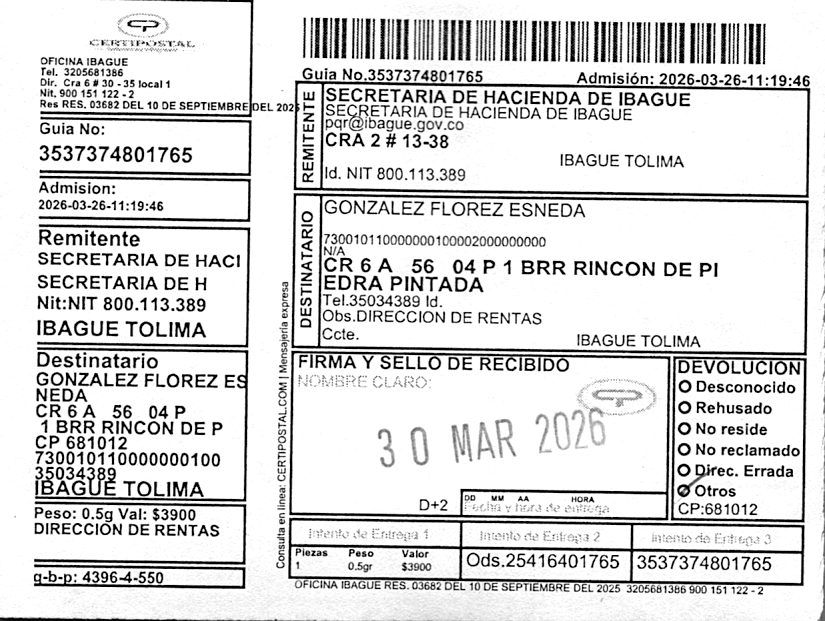 CERTIPOSTAL
OFICINA IBAGUE
Tel. 3205681386
Dir. Cra 6 # 30 - 35 local 1
Nit. 900 151 122 - 2
Res RES. 03682 DEL 10 DE SEPTIEMBRE DEL 2025
Guia No:
3537374801765
Admision:
2026-03-26-11:19:46
Remitente
SECRETARIA DE HACI
SECRETARIA DE H
Nit:NIT 800.113.389
IBAGUE TOLIMA
Destinatario
GONZALEZ FLOREZ ES
NEDA
CR 6 A 56 04 P
1 BRR RINCON DE P
CP 681012
730010110000000100
35034389
IBAGUE TOLIMA
Peso: 0.5g Val: $3900
DIRECCION DE RENTAS
g-b-p: 4396-4-550
Consulta en linea: CERTIPOSTAL.COM | Mensajería expresa
Guia No.3537374801765 Admisión: 2026-03-26-11:19:46
REMITENTE
SECRETARIA DE HACIENDA DE IBAGUE
SECRETARIA DE HACIENDA DE IBAGUE
pqr@ibague.gov.co
CRA 2 # 13-38
IBAGUE TOLIMA
Id. NIT 800.113.389
DESTINATARIO
GONZALEZ FLOREZ ESNEDA
N/A
CR 6 A 56 04 P 1 BRR RINCON DE PI
EDRA PINTADA
Tel.35034389 Id.
Obs.DIRECCION DE RENTAS
Ccte. IBAGUE TOLIMA
FIRMA Y SELLO DE RECIBIDO
NOMBRE CLARO:
30 MAR 2026
D+2
DD MM AA HORA
Fecha y hora de entrega
DEVOLUCION
Desconocido
Rehusado
No reside
No reclamado
Direc. Errada
Otros
CP:681012
Intento de Entrega 1 Intento de Entrega 2 Intento de Entrega 3
Piezas Peso Valor
1 0.5gr $3900
Ods.25416401765 3537374801765
OFICINA IBAGUE RES. 03682 DEL 10 DE SEPTIEMBRE DEL 2025 3205681386 900 151 122 - 2